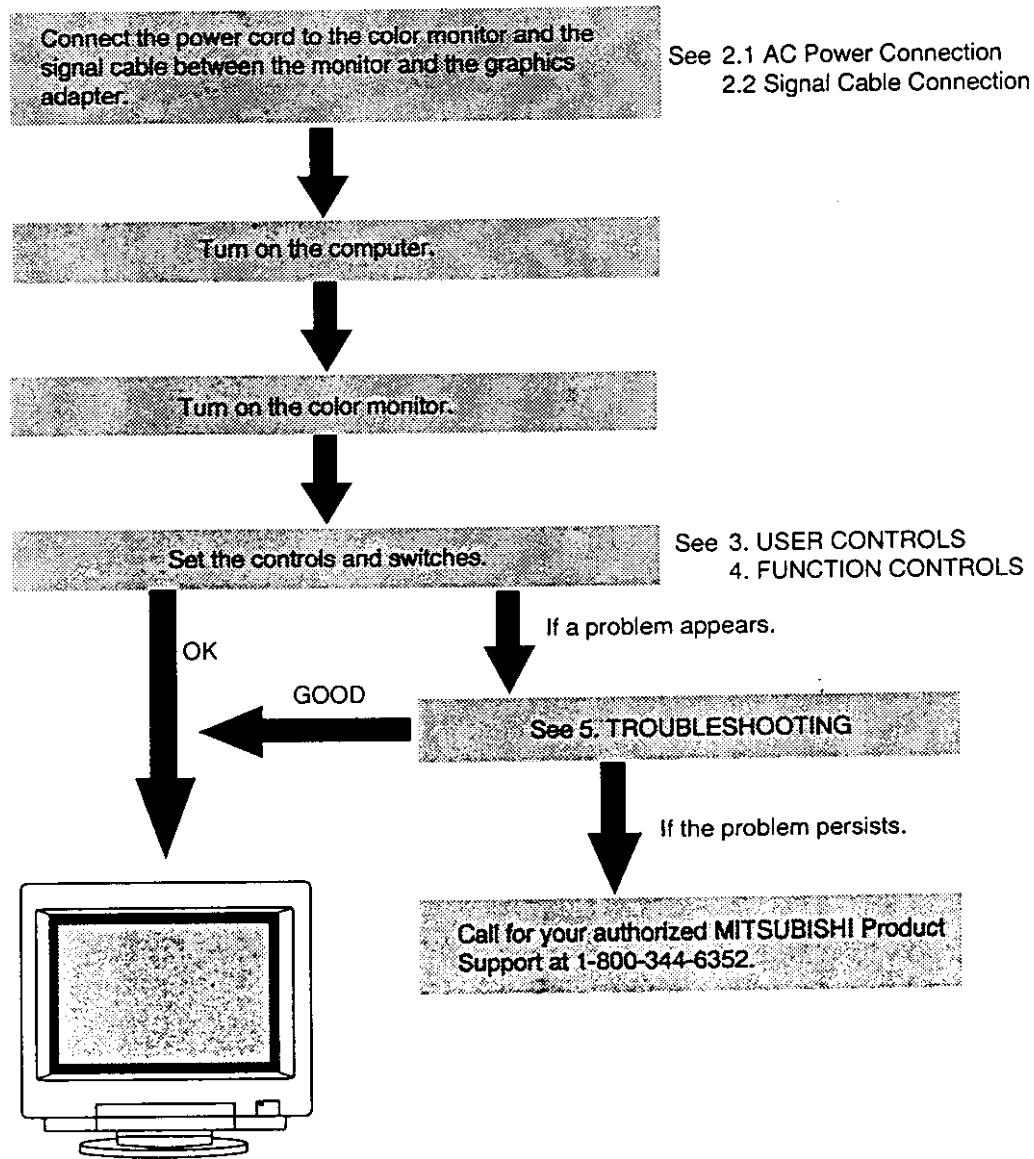 Connect the power cord to the color monitor and the
signal cable between the monitor and the graphics
adapter.
See 2.1 AC Power Connection
2.2 Signal Cable Connection
Turn on the computer.
Turn on the color monitor.
Set the controls and switches.
See 3. USER CONTROLS
4. FUNCTION CONTROLS
OK
If a problem appears.
GOOD
See 5. TROUBLESHOOTING
If the problem persists.
Call for your authorized MITSUBISHI Product
Support at 1-800-344-6352.